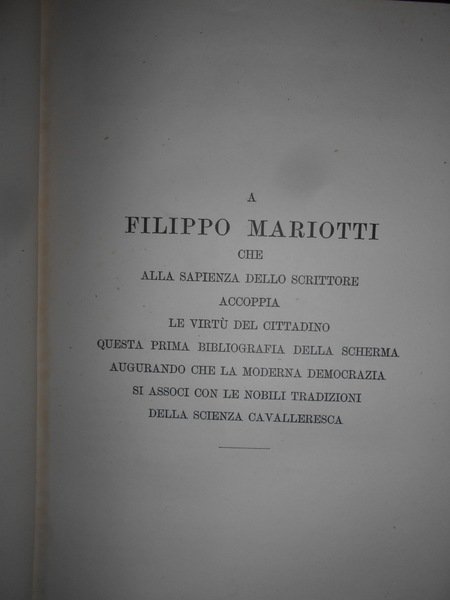 A
FILIPPO MARIOTTI
CHE
ALLA SAPIENZA DELLO SCRITTORE
ACCOPPIA
LE VIRTÙ DEL CITTADINO
QUESTA PRIMA BIBLIOGRAFIA DELLA SCHERMA
AUGURANDO CHE LA MODERNA DEMOCRAZIA
SI ASSOCI CON LE NOBILI TRADIZIONI
DELLA SCIENZA CAVALLERESCA